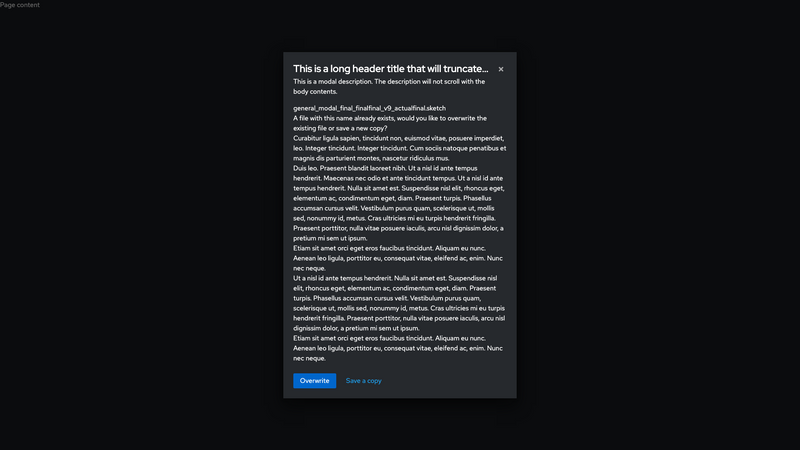 Page content
This is a long header title that will truncate...
This is a modal description. The description will not scroll with the
body contents.
general_modal_final_finalfinal_v9_actualfinal.sketch
A file with this name already exists, would you like to overwrite the
existing file or save a new copy?
Curabitur ligula sapien, tincidunt non, euismod vitae, posuere imperdiet,
leo. Integer tincidunt. Integer tincidunt. Cum sociis natoque penatibus et
magnis dis parturient montes, nascetur ridiculus mus.
Duis leo. Praesent blandit laoreet nibh. Ut a nisl id ante tempus
hendrerit. Maecenas nec odio et ante tincidunt tempus. Ut a nisl id ante
tempus hendrerit. Nulla sit amet est. Suspendisse nisl elit, rhoncus eget,
elementum ac, condimentum eget, diam. Praesent turpis. Phasellus
accumsan cursus velit. Vestibulum purus quam, scelerisque ut, mollis
sed, nonummy id, metus. Cras ultricies mi eu turpis hendrerit fringilla.
Praesent porttitor, nulla vitae posuere iaculis, arcu nisl dignissim dolor, a
pretium mi sem ut ipsum.
Etiam sit amet orci eget eros faucibus tincidunt. Aliquam eu nunc.
Aenean leo ligula, porttitor eu, consequat vitae, eleifend ac, enim. Nunc
nec neque.
Ut a nisl id ante tempus hendrerit. Nulla sit amet est. Suspendisse nisl
elit, rhoncus eget, elementum ac, condimentum eget, diam. Praesent
turpis. Phasellus accumsan cursus velit. Vestibulum purus quam,
scelerisque ut, mollis sed, nonummy id, metus. Cras ultricies mi eu turpis
hendrerit fringilla. Praesent porttitor, nulla vitae posuere iaculis, arcu nisl
dignissim dolor, a pretium mi sem ut ipsum.
Etiam sit amet orci eget eros faucibus tincidunt. Aliquam eu nunc.
Aenean leo ligula, porttitor eu, consequat vitae, eleifend ac, enim. Nunc
nec neque.
Overwrite
Save a copy